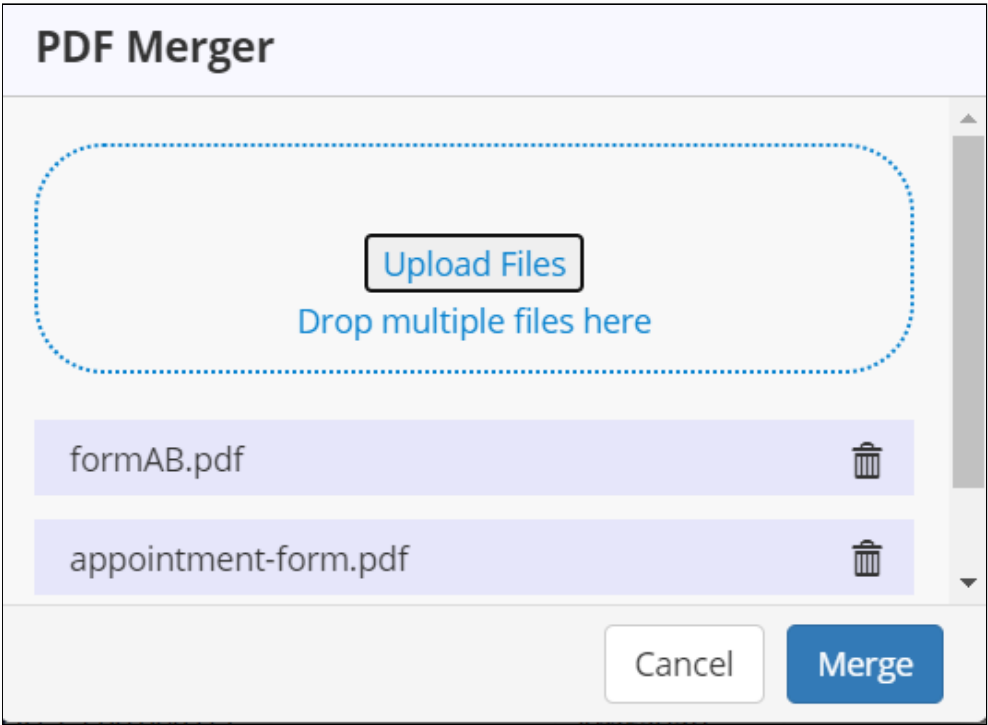 PDF Merger
Upload Files
Drop multiple files here
formAB.pdf
appointment-form.pdf
Cancel
Merge